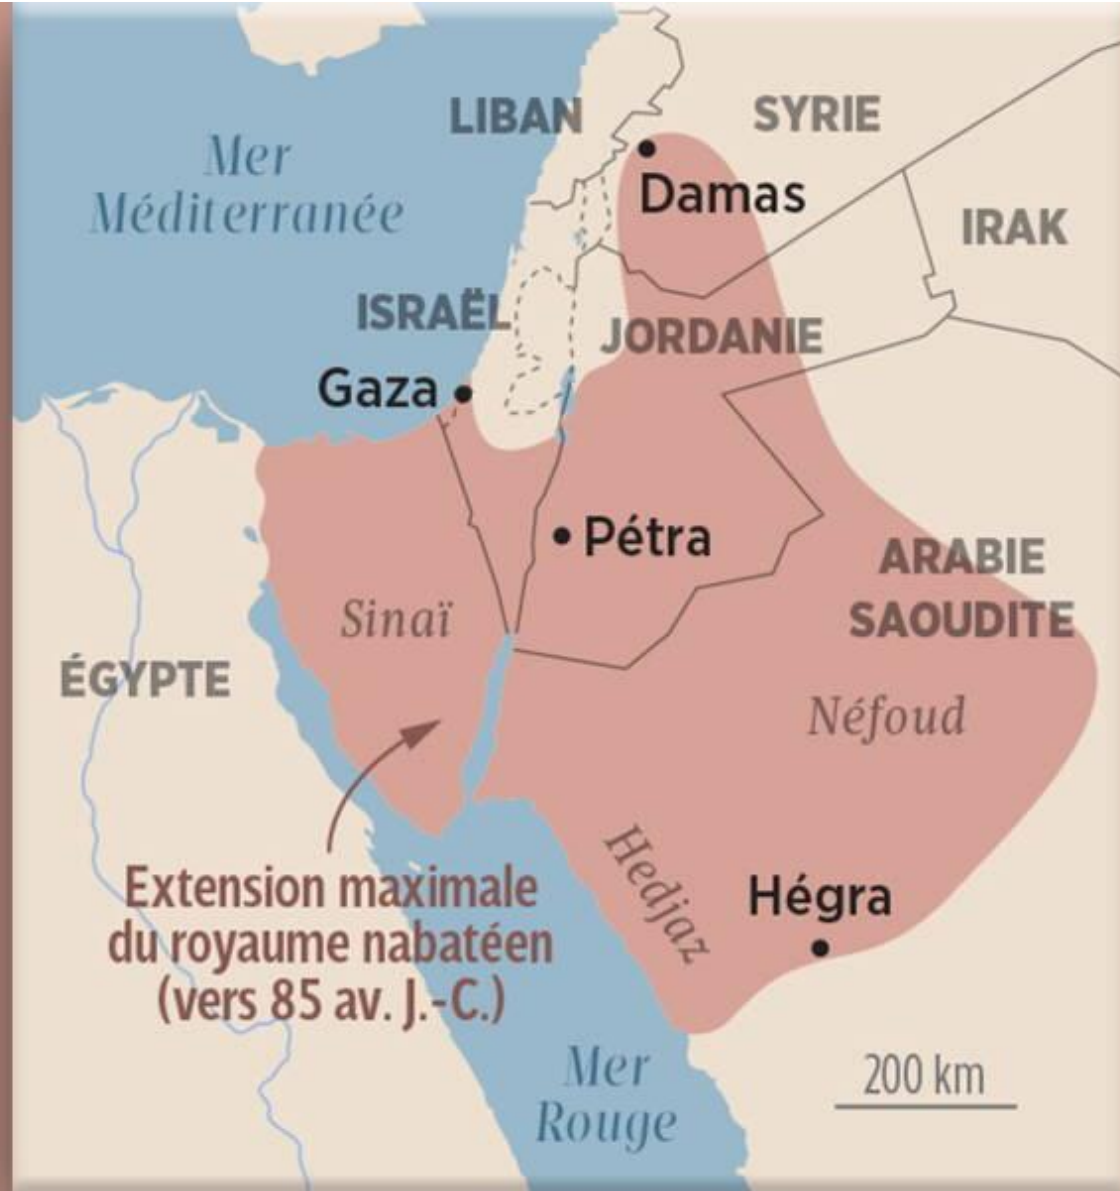 LIBAN
SYRIE
Mer
Méditerranée
Damas
IRAK
ISRAËL
JORDANIE
Gaza
Pétra
ARABIE
SAOUDITE
Sinaï
ÉGYPTE
Néfoud
Hedjaz
Hégra
Extension maximale
du royaume nabatéen
(vers 85 av. J.-C.)
Mer
Rouge
200 km